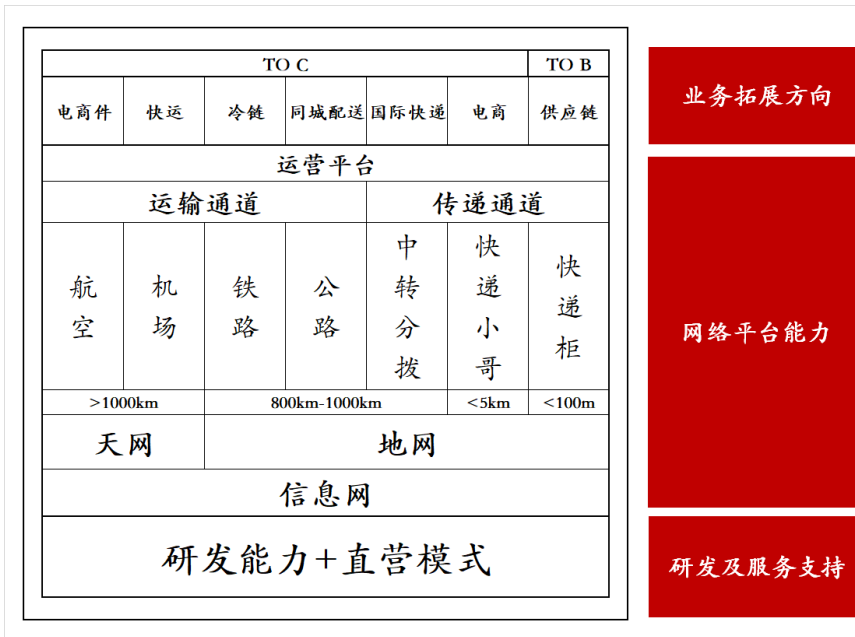 TO C TO B
电商件 快运 冷链 同城配送 国际快递 电商 供应链
业务拓展方向
运营平台
运输通道 传递通道
航空 机场 铁路 公路 中转分拨 快递小哥 快递柜
网络平台能力
>1000km 800km-1000km <5km <100m
天网 地网
信息网
研发能力+直营模式
研发及服务支持